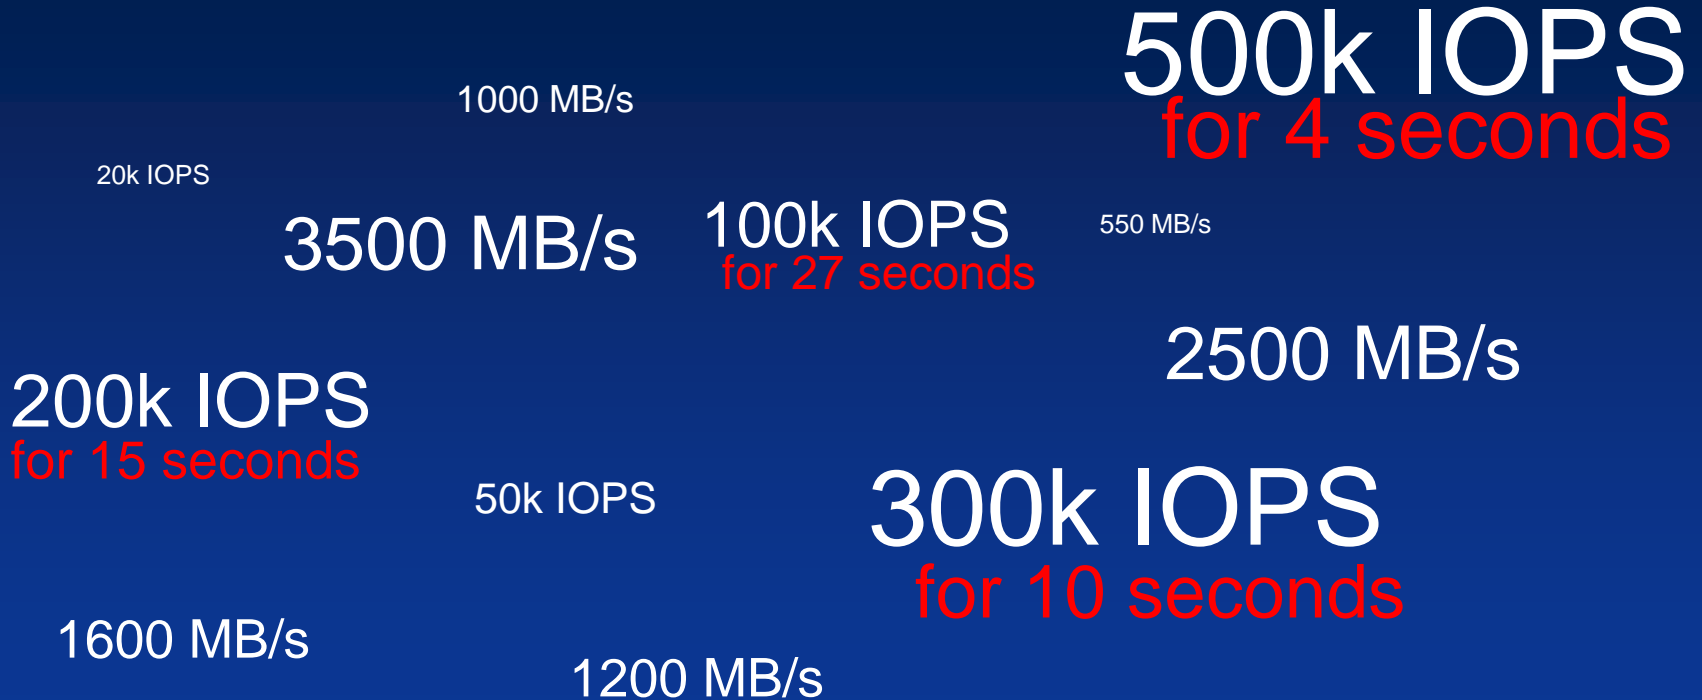 500k IOPS
for 4 seconds
1000 MB/s
20k IOPS
3500 MB/s
100k IOPS
for 27 seconds
550 MB/s
2500 MB/s
200k IOPS
for 15 seconds
50k IOPS
300k IOPS
for 10 seconds
1600 MB/s
1200 MB/s